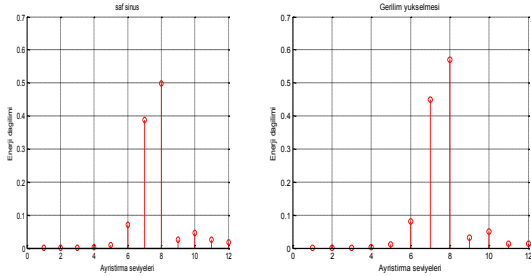 saf sinus
0.7
0.6
0.5
0.4
0.3
0.2
0.1
0
0 2 4 6 8 10 12
Enerji dagilimi
Ayristirma seviyeleri
Gerilim yukselmesi
0.7
0.6
0.5
0.4
0.3
0.2
0.1
0
0 2 4 6 8 10 12
Enerji dagilimi
Ayristirma seviyeleri